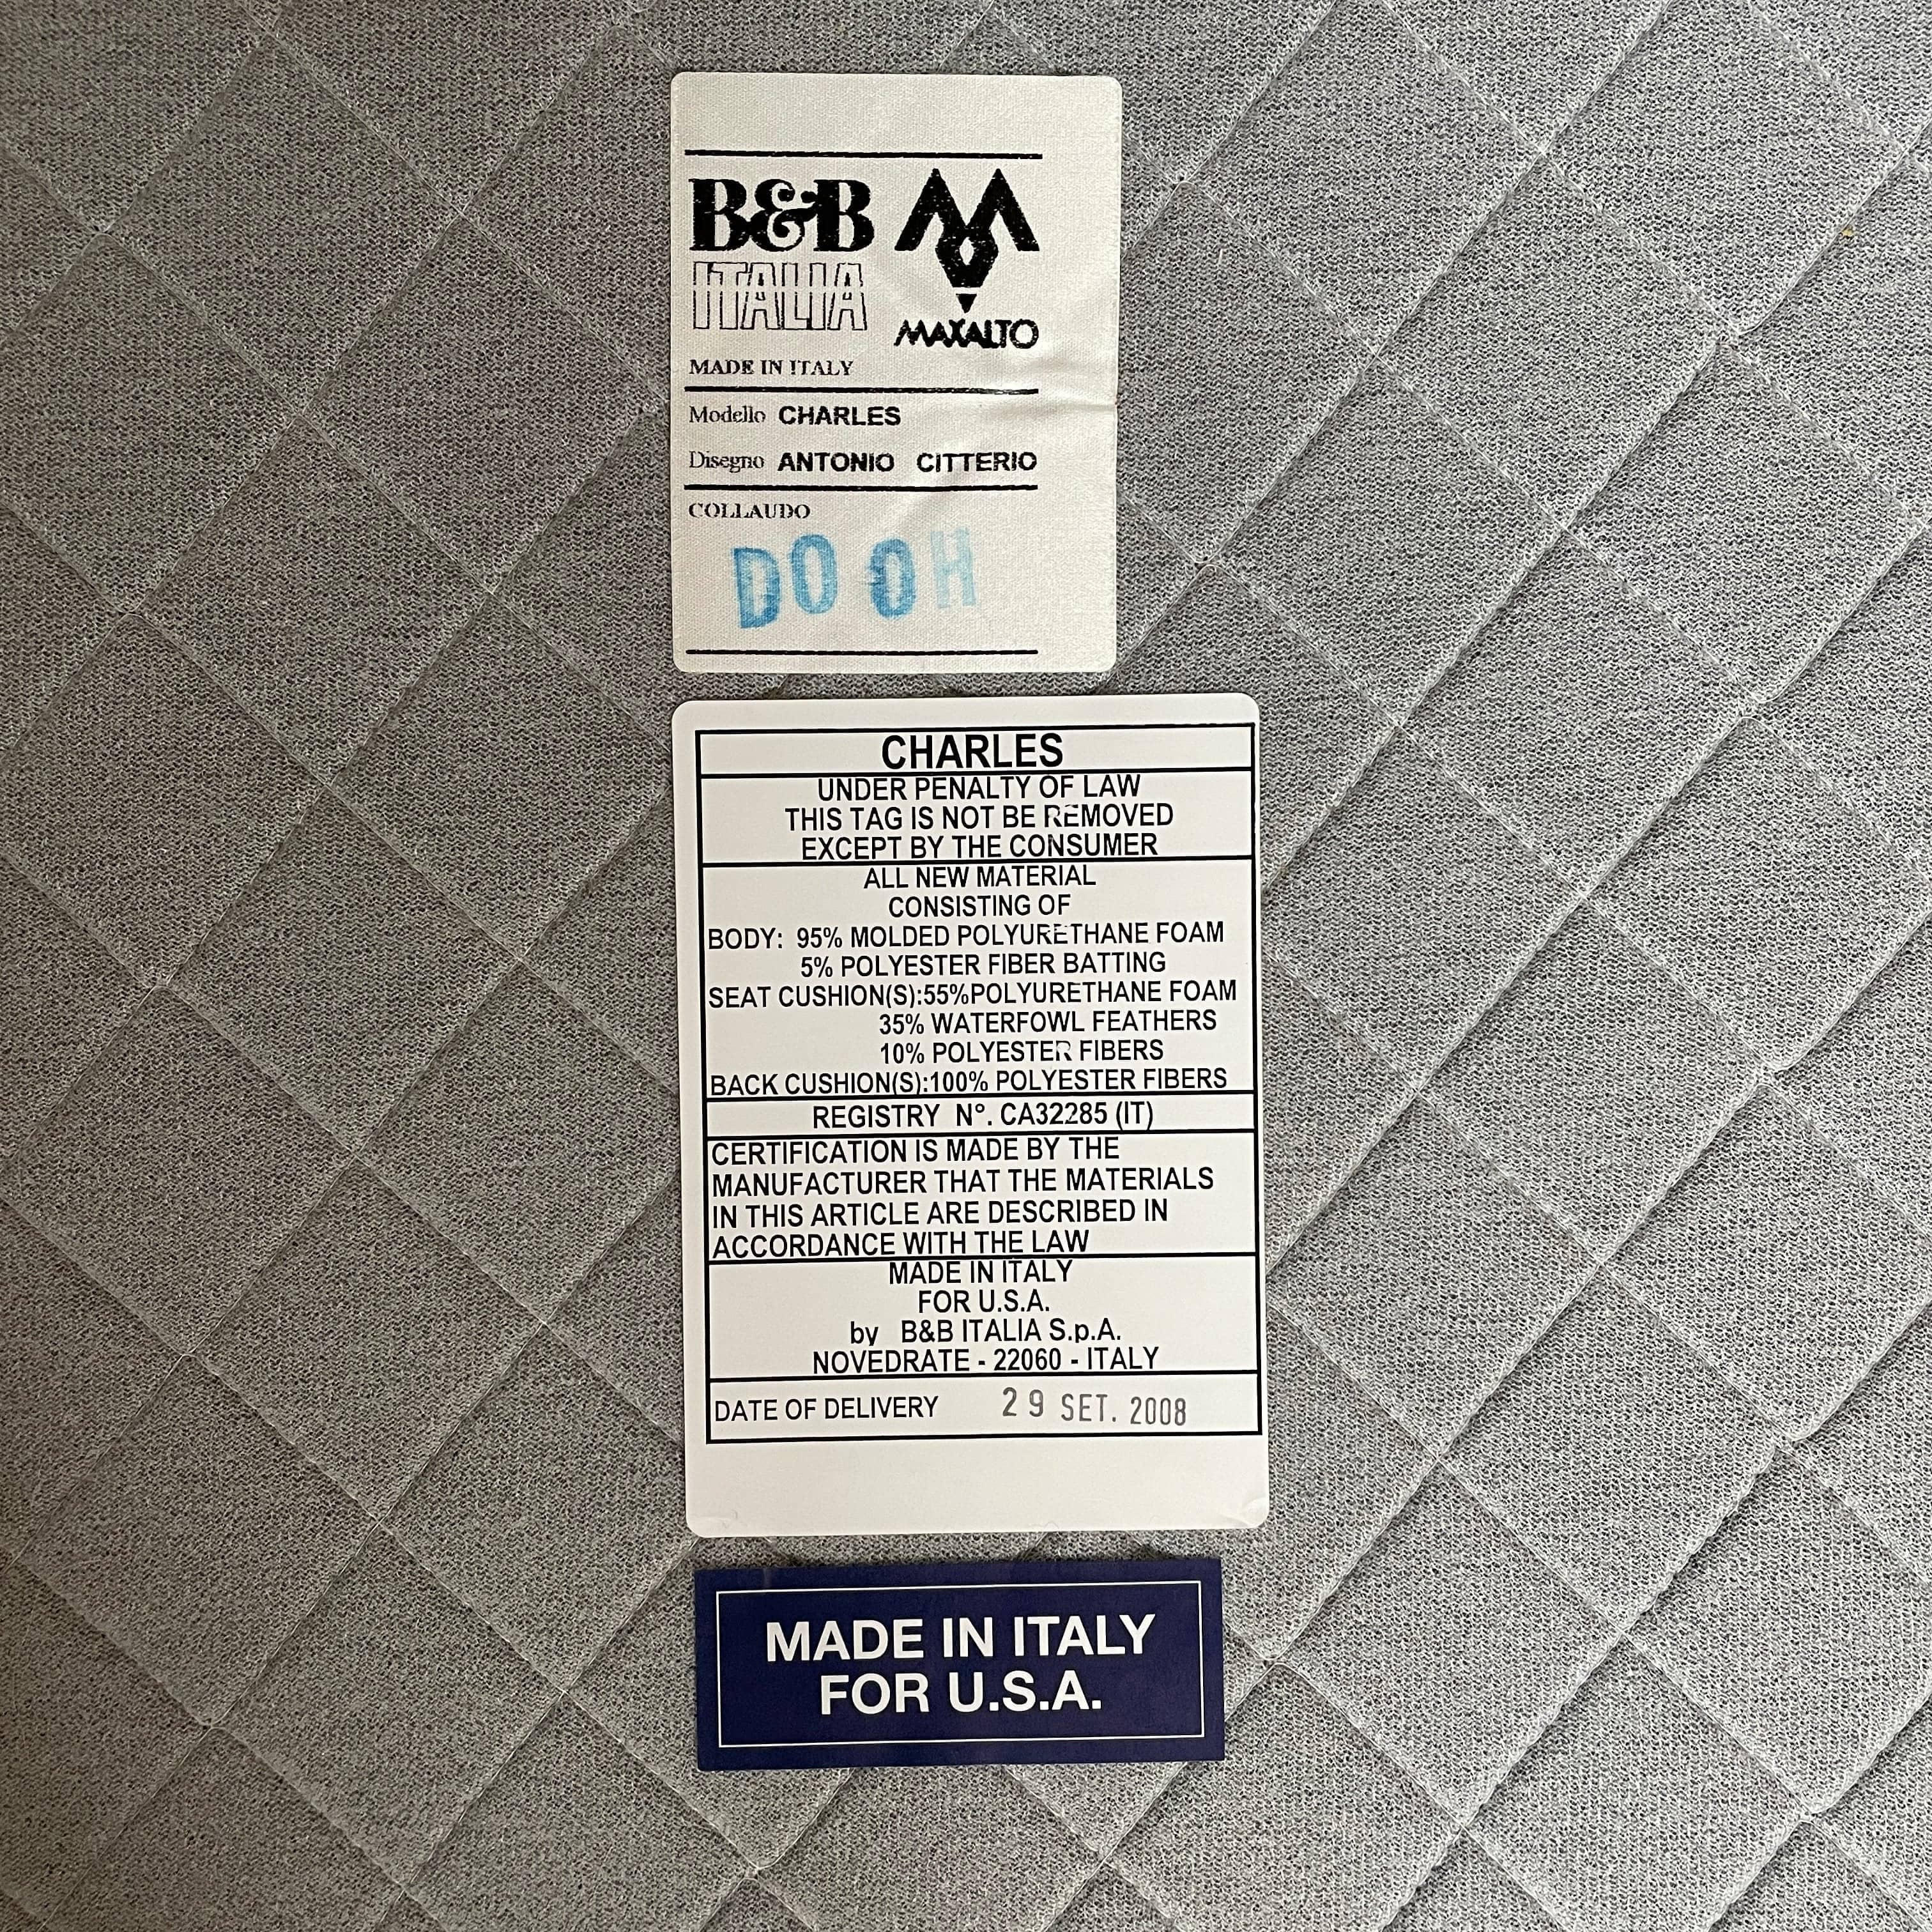 B&B
ITALIA
MAXALTO
MADE IN ITALY
Modello CHARLES
Disegno ANTONIO CITTERIO
COLLAUDO
DO OH
CHARLES
UNDER PENALTY OF LAW
THIS TAG IS NOT BE REMOVED
EXCEPT BY THE CONSUMER
ALL NEW MATERIAL
CONSISTING OF
BODY: 95% MOLDED POLYURETHANE FOAM
5% POLYESTER FIBER BATTING
SEAT CUSHION(S):55%POLYURETHANE FOAM
35% WATERFOWL FEATHERS
10% POLYESTER FIBERS
BACK CUSHION(S):100% POLYESTER FIBERS
REGISTRY N°. CA32285 (IT)
CERTIFICATION IS MADE BY THE
MANUFACTURER THAT THE MATERIALS
IN THIS ARTICLE ARE DESCRIBED IN
ACCORDANCE WITH THE LAW
MADE IN ITALY
FOR U.S.A.
by B&B ITALIA S.p.A.
NOVEDRATE - 22060 - ITALY
DATE OF DELIVERY 29 SET. 2008
MADE IN ITALY
FOR U.S.A.